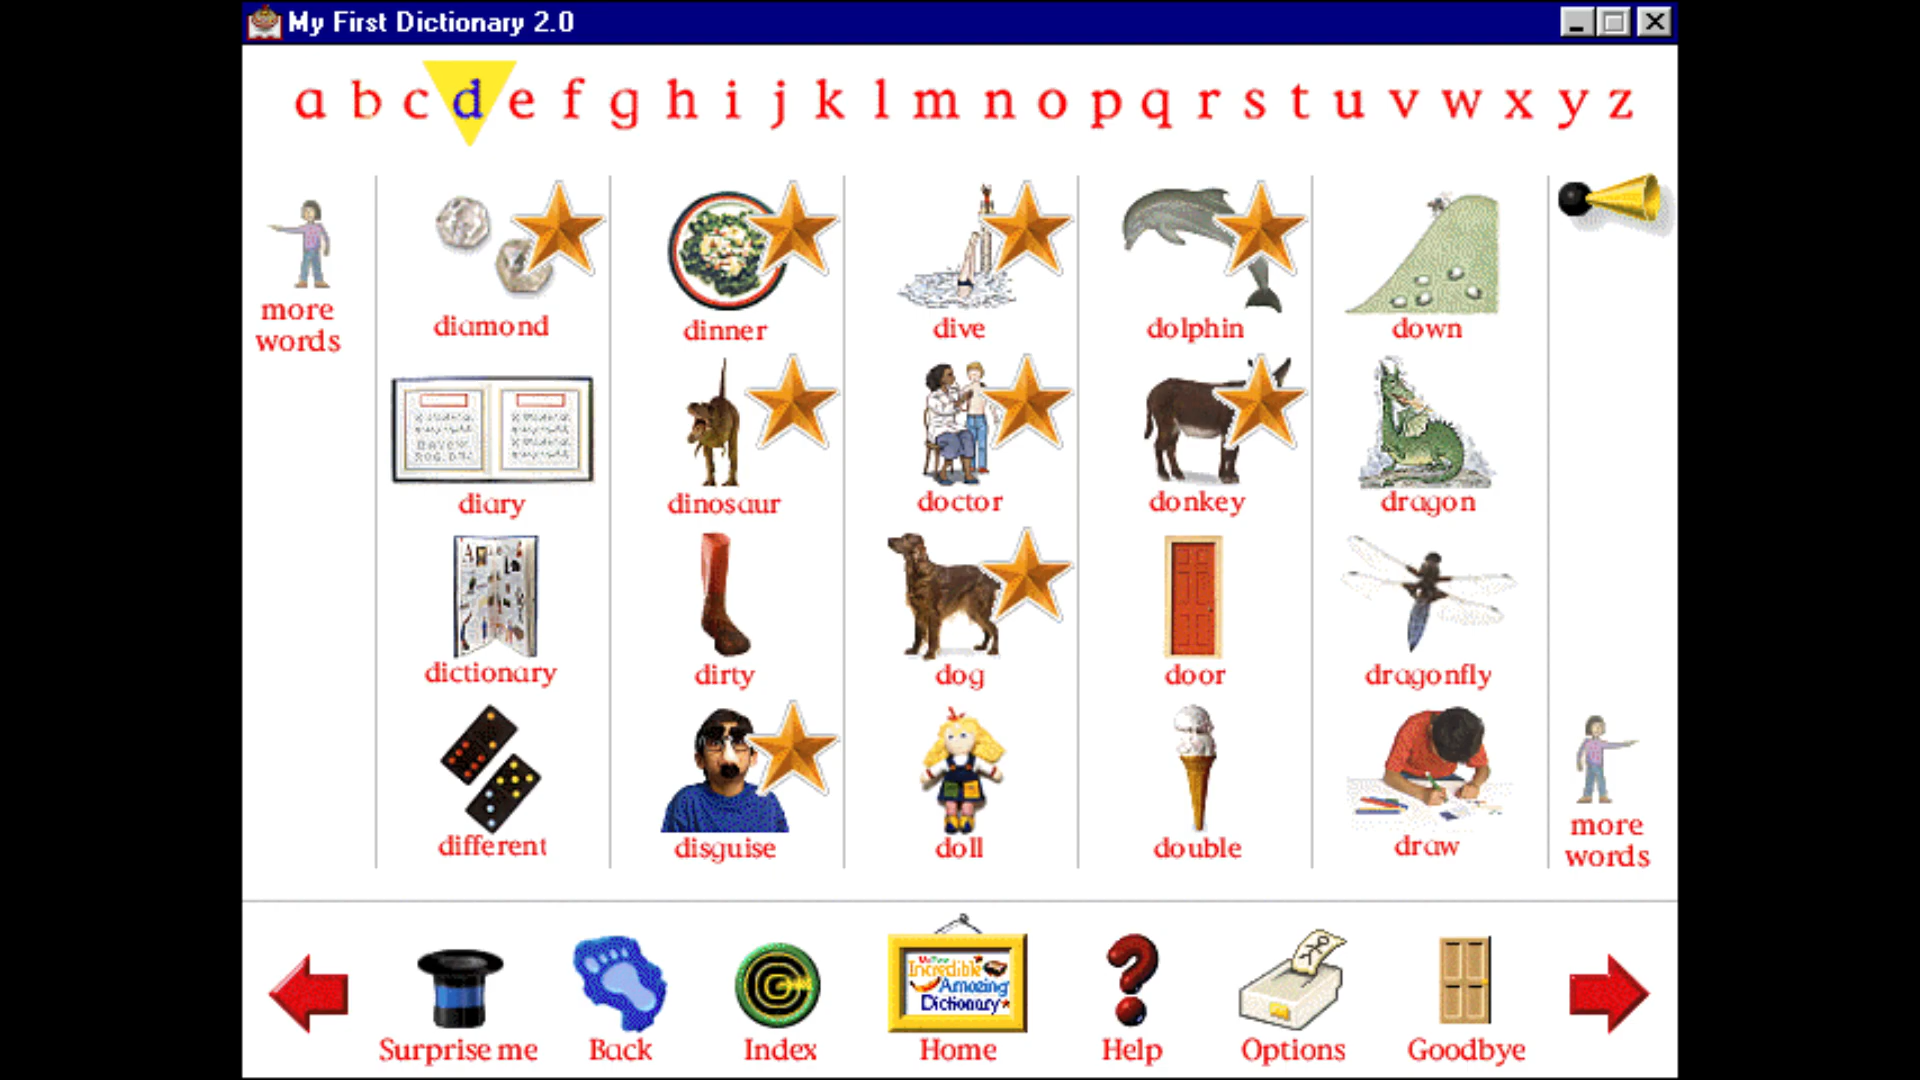 My First Dictionary 2.0
a b c d e f g h i j k l m n o p q r s t u v w x y z
more
words
diamond
dinner
dive
dolphin
down
diary
dinosaur
doctor
donkey
dragon
A
dictionary
dirty
dog
door
dragonfly
different
disguise
doll
double
draw
more
words
My First
Incredible
Amazing
Dictionary
Surprise me
Back
Index
Home
Help
Options
Goodbye